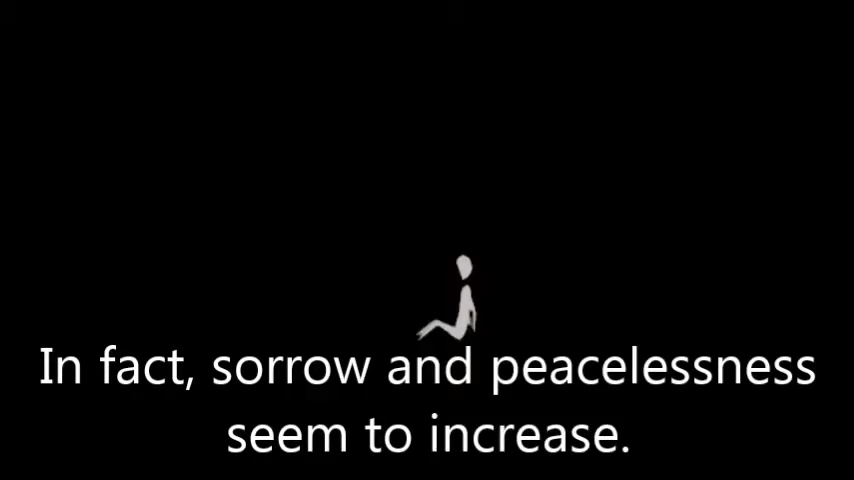 In fact, sorrow and peacelessness
seem to increase.